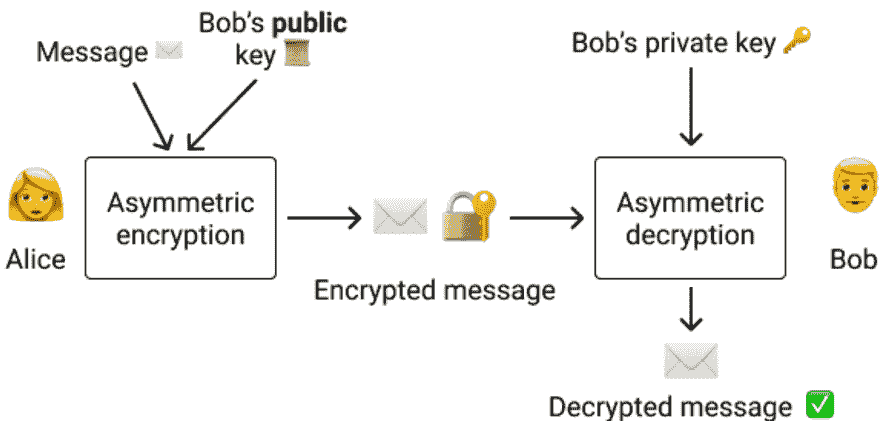 Message
Bob’s public
key
Bob’s private key
Alice
Asymmetric
encryption
Encrypted message
Asymmetric
decryption
Bob
Decrypted message